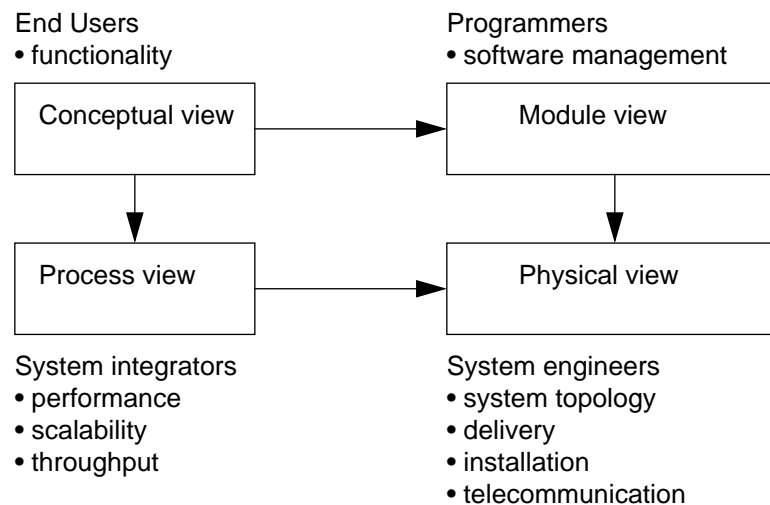 End Users
• functionality
Programmers
• software management
Conceptual view
Module view
Process view
Physical view
System integrators
• performance
• scalability
• throughput
System engineers
• system topology
• delivery
• installation
• telecommunication